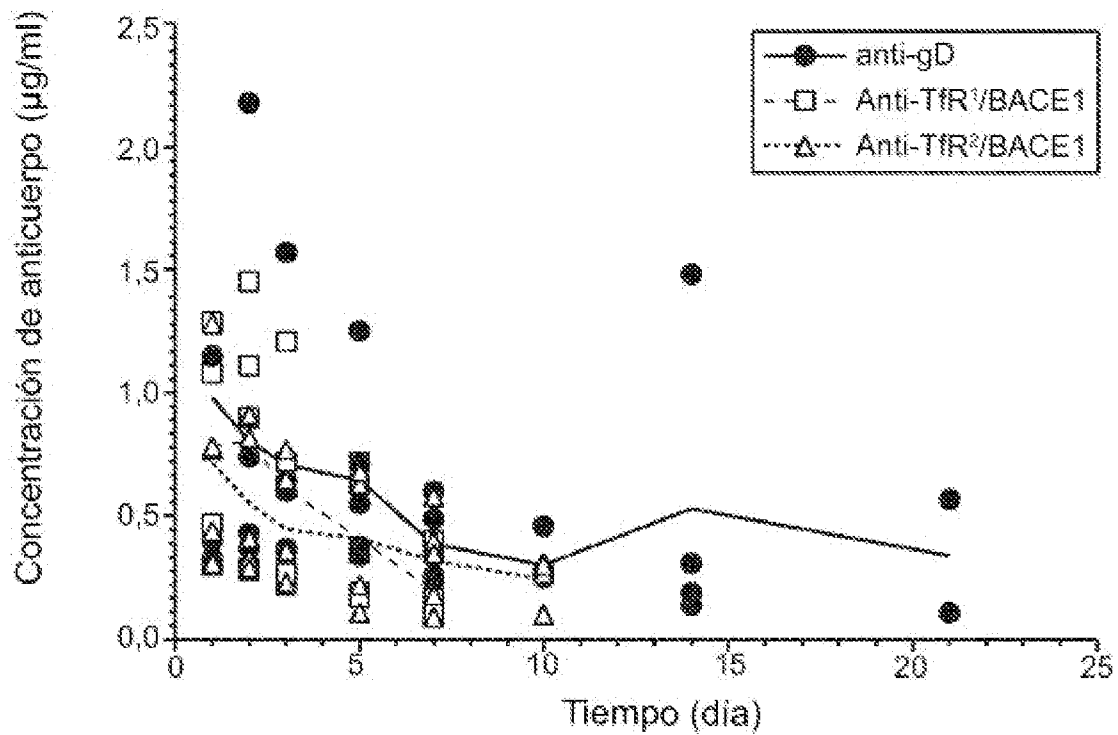 Concentración de anticuerpo (µg/ml)
2,5
2,0
1,5
1,0
0,5
0,0
anti-gD
Anti-TfR¹/BACE1
Anti-TfR²/BACE1
0
5
10
15
20
25
Tiempo (día)